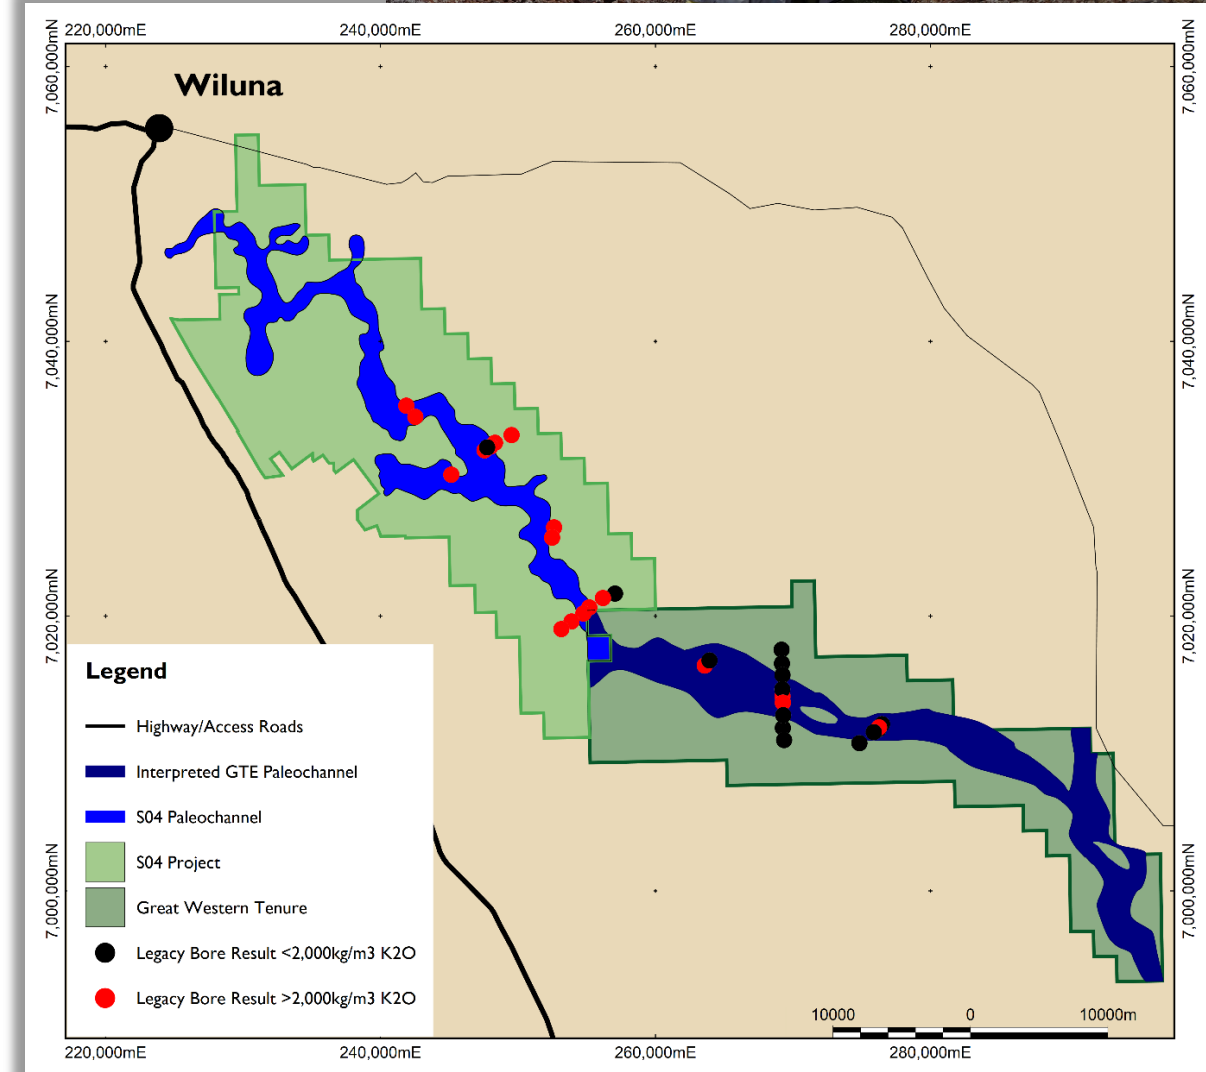 220,000mE 240,000mE 260,000mE 280,000mE
7,060,000mN
7,060,000mN
Wiluna
7,040,000mN
7,040,000mN
7,020,000mN
7,020,000mN
Legend
Highway/Access Roads
Interpreted GTE Paleochannel
S04 Paleochannel
S04 Project
Great Western Tenure
Legacy Bore Result <2,000kg/m3 K2O
Legacy Bore Result >2,000kg/m3 K2O
7,000,000mN
7,000,000mN
10000 0 10000m
220,000mE 240,000mE 260,000mE 280,000mE